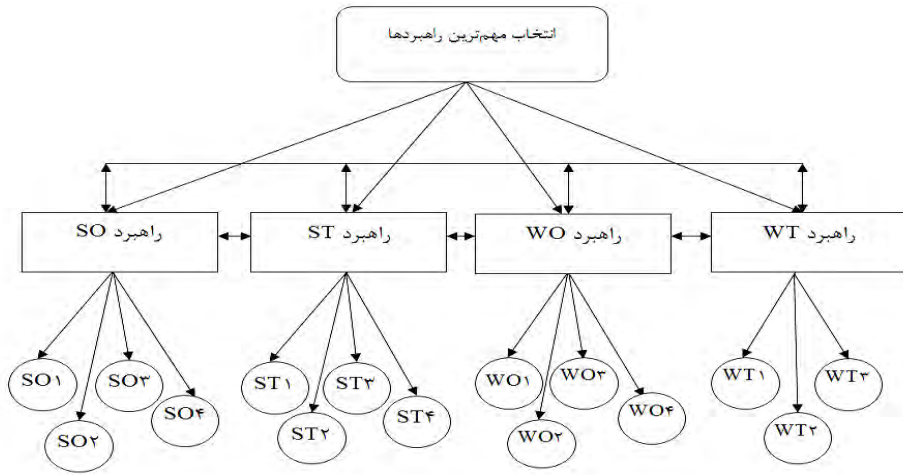 انتخاب مهم‌ترین راهبردها
راهبرد SO
راهبرد ST
راهبرد WO
راهبرد WT
SO۱
SO۲
SO۳
SO۴
ST۱
ST۲
ST۳
ST۴
WO۱
WO۲
WO۳
WO۴
WT۱
WT۲
WT۳